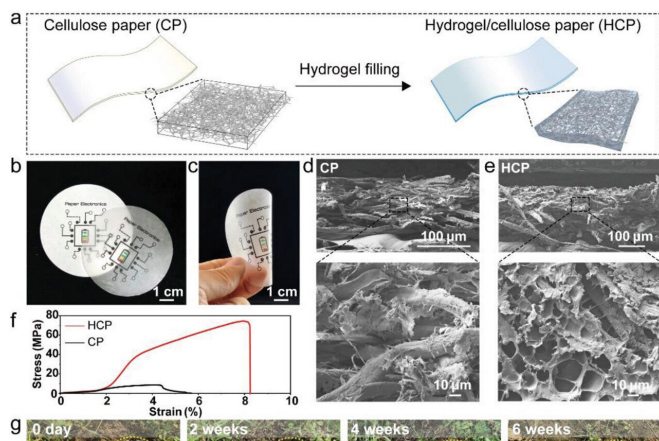 a
Cellulose paper (CP)
Hydrogel/cellulose paper (HCP)
Hydrogel filling
b
c
d
e
CP
HCP
Paper Electronics
Paper Electronics
Paper Electronics
1 cm
1 cm
100 µm
100 µm
10 µm
10 µm
f
Stress (MPa)
80
60
40
20
0
HCP
CP
0
2
4
6
8
10
Strain (%)
g
0 day
2 weeks
4 weeks
6 weeks